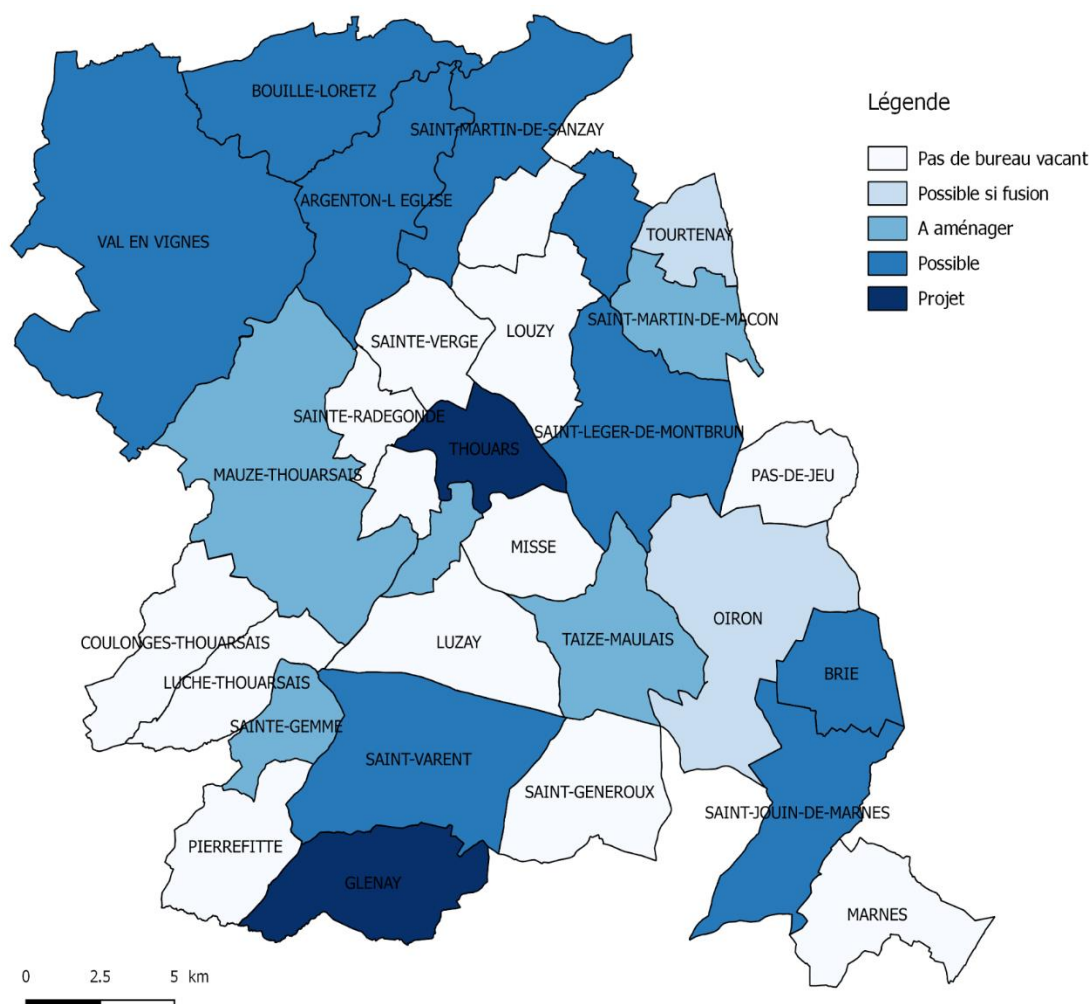 BOUILLE-LORETZ
SAINT-MARTIN-DE-SANZAY
ARGENTON-L EGLISE
VAL EN VIGNES
TOURTENAY
SAINT-MARTIN-DE-MACON
LOUZY
SAINTE-VERGE
SAINTE-RADEGONDE
THOUARS
SAINT-LEGER-DE-MONTBRUN
MAUZE-THOUARSAIS
PAS-DE-JEU
MISSE
OIRON
COULONGES-THOUARSAIS
LUZAY
TAIZE-MAULAIS
LUCHE-THOUARSAIS
BRIE
SAINTE-GEMME
SAINT-VARENT
SAINT-GENEROUX
SAINT-JOUIN-DE-MARNES
PIERREFITTE
GLENAY
MARNES
Légende
Pas de bureau vacant
Possible si fusion
A aménager
Possible
Projet
0 2.5 5 km